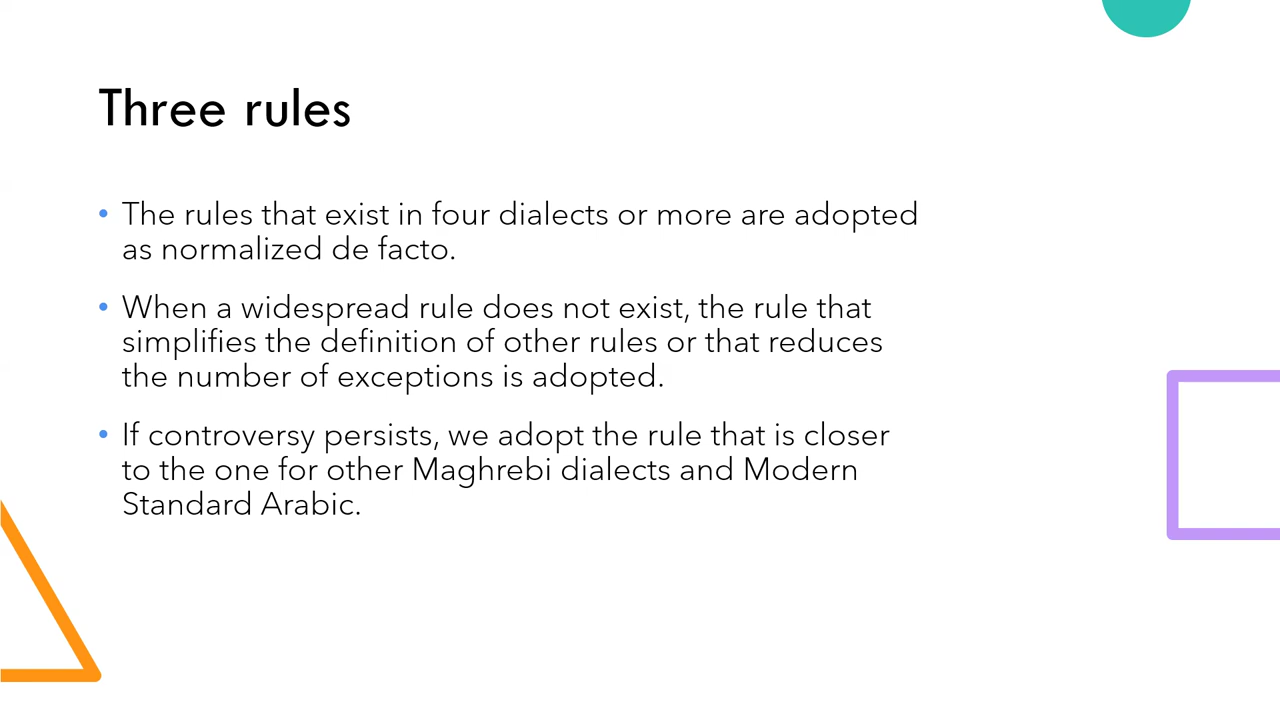 Three rules
• The rules that exist in four dialects or more are adopted
as normalized de facto.
• When a widespread rule does not exist, the rule that
simplifies the definition of other rules or that reduces
the number of exceptions is adopted.
• If controversy persists, we adopt the rule that is closer
to the one for other Maghrebi dialects and Modern
Standard Arabic.